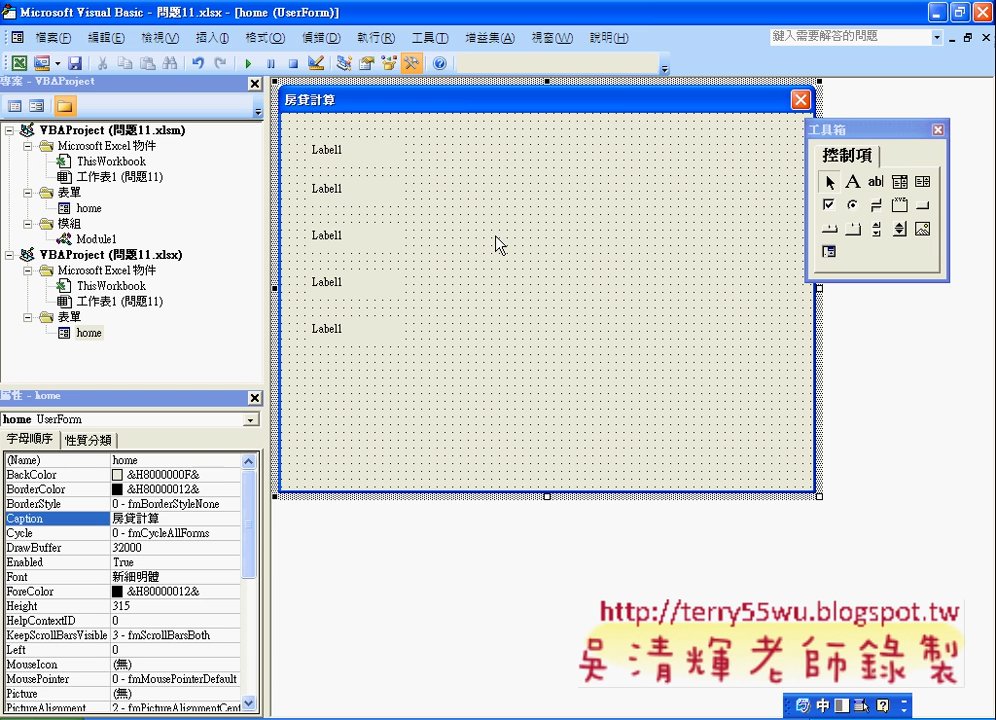 Microsoft Visual Basic - 問題11.xlsx - [home (UserForm)]
檔案(F) 編輯(E) 檢視(V) 插入(I) 格式(O) 偵錯(D) 執行(R) 工具(T) 增益集(A) 視窗(W) 說明(H) 鍵入需要解答的問題
專案 - VBAProject
VBAProject (問題11.xlsm)
Microsoft Excel 物件
ThisWorkbook
工作表1 (問題11)
表單
home
模組
Module1
VBAProject (問題11.xlsx)
Microsoft Excel 物件
ThisWorkbook
工作表1 (問題11)
表單
home
屬性 - home
home UserForm
字母順序 性質分類
(Name) home
BackColor &H8000000F&
BorderColor &H80000012&
BorderStyle 0 - fmBorderStyleNone
Caption 房貸計算
Cycle 0 - fmCycleAllForms
DrawBuffer 32000
Enabled True
Font 新細明體
ForeColor &H80000012&
Height 315
HelpContextID 0
KeepScrollBarsVisible 3 - fmScrollBarsBoth
Left 0
MouseIcon (無)
MousePointer 0 - fmMousePointerDefault
Picture (無)
PictureAlignment 2 - fmPictureAlignmentCent
房貸計算
Label1
Label1
Label1
Label1
Label1
工具箱
控制項
A ab|
http://terry55wu.blogspot.tw
吳清輝老師錄製
中